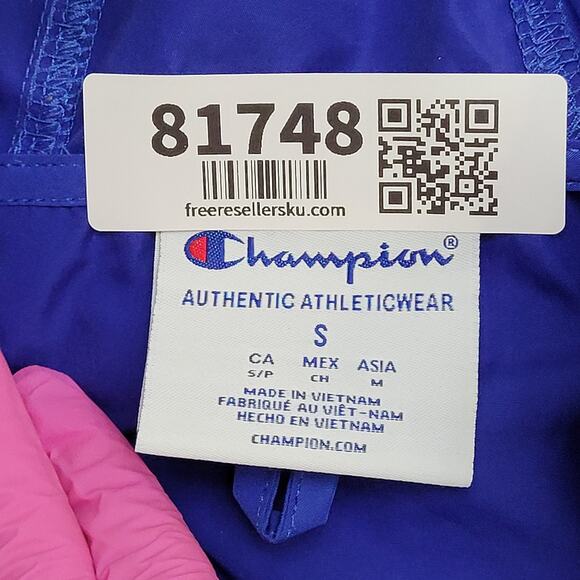 81748
freeresellersku.com
Champion®
AUTHENTIC ATHLETICWEAR
S
CA MEX ASIA
S/P CH M
MADE IN VIETNAM
FABRIQUÉ AU VIÊT-NAM
HECHO EN VIETNAM
CHAMPION.COM